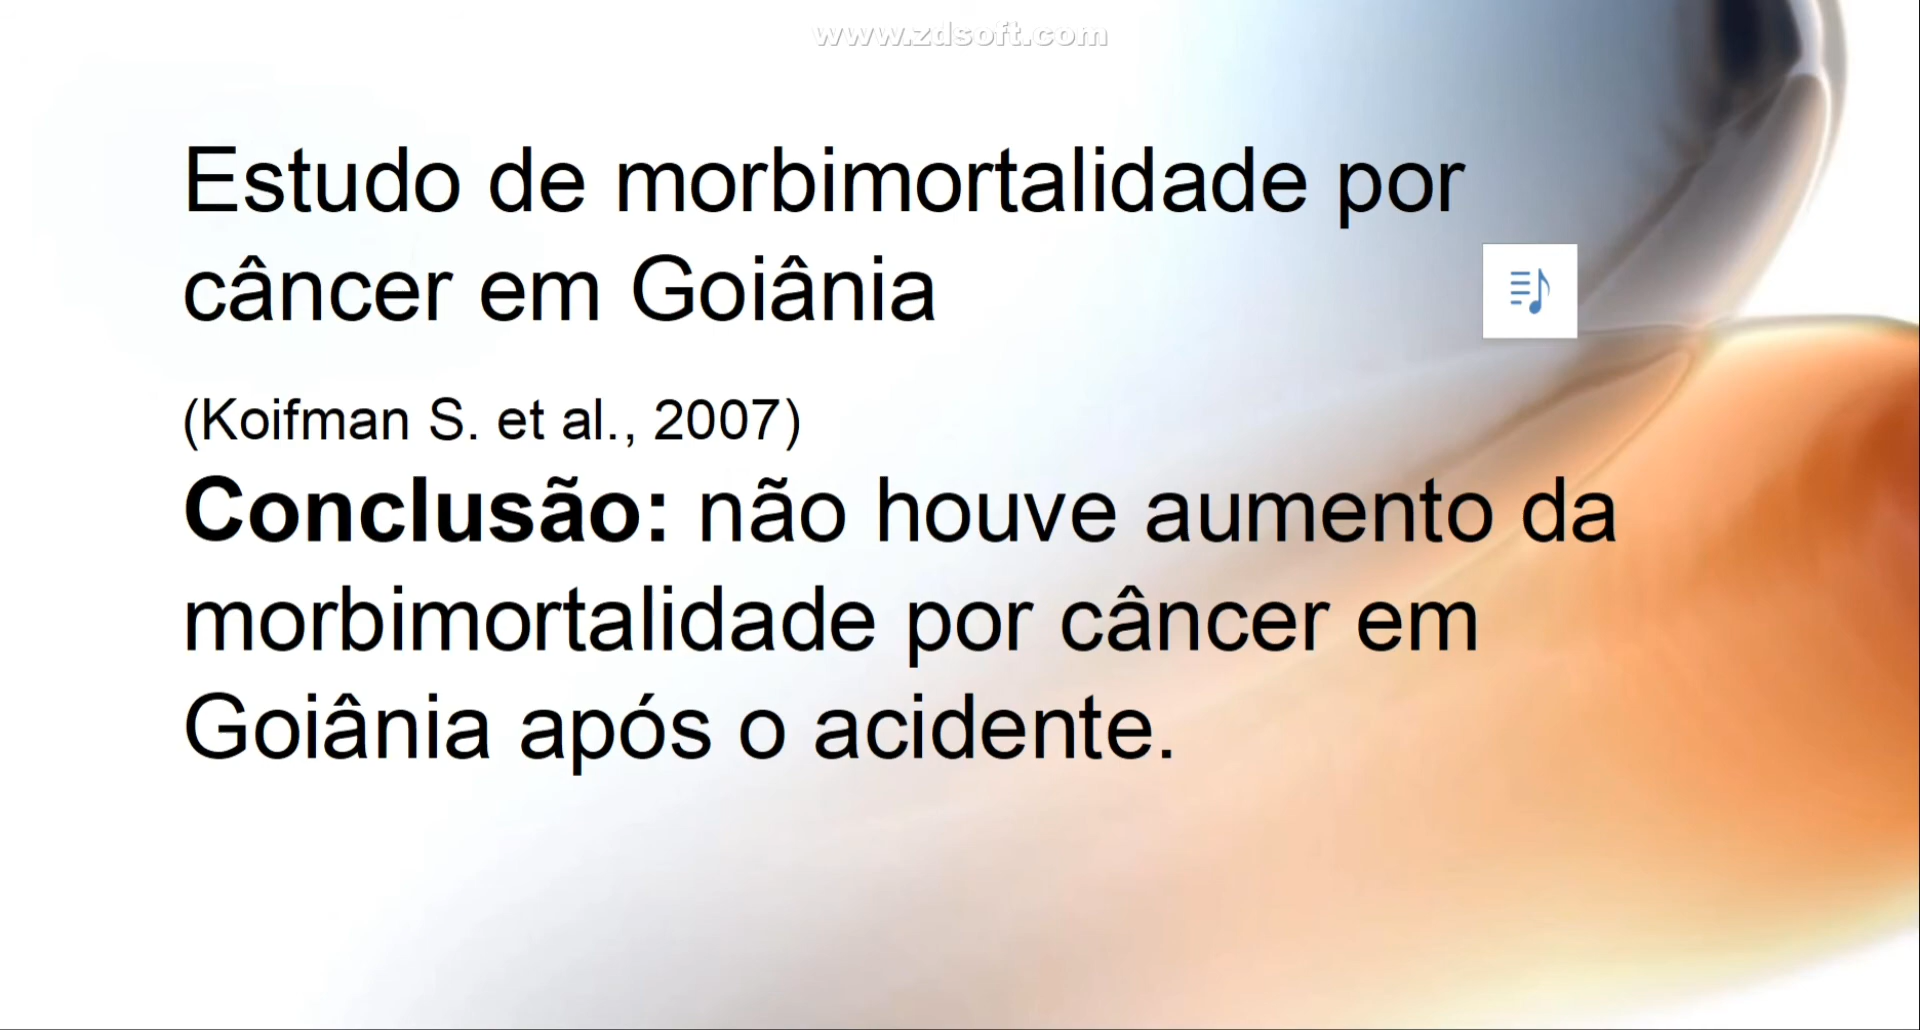 www.zdsoft.com
Estudo de morbimortalidade por
câncer em Goiânia
(Koifman S. et al., 2007)
Conclusão: não houve aumento da
morbimortalidade por câncer em
Goiânia após o acidente.